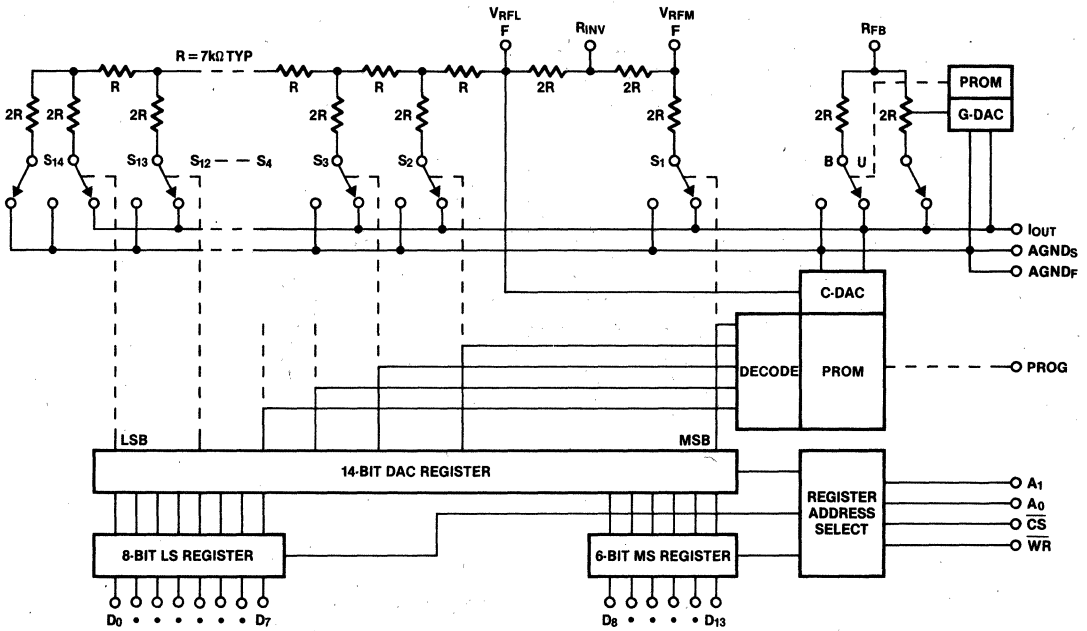 VRFL
F
RINV
VRFM
F
RFB
R = 7kΩ TYP
R
R
R
R
2R
2R
PROM
G-DAC
2R
2R
2R
2R
2R
2R
2R
2R
S14
S13
S12 — — S4
S3
S2
S1
B
U
IOUT
AGNDS
AGNDF
C-DAC
DECODE
PROM
PROG
LSB
MSB
14-BIT DAC REGISTER
REGISTER
ADDRESS
SELECT
A1
A0
CS
WR
8-BIT LS REGISTER
6-BIT MS REGISTER
D0 • • • • • • D7
D8 • • • • D13